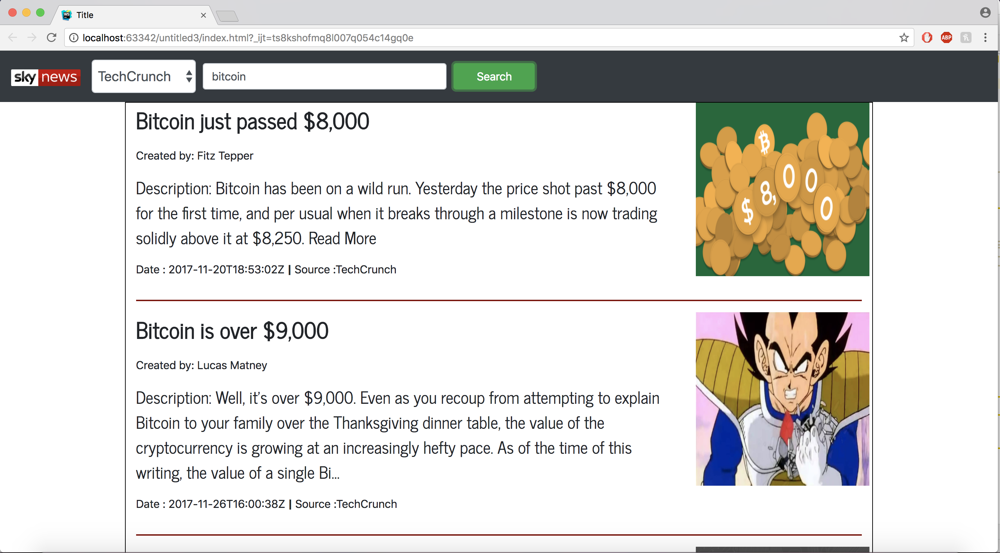 WS
Title
localhost:63342/untitled3/index.html?_ijt=ts8kshofmq8l007q054c14gq0e
ABP
h
sky news
TechCrunch
bitcoin
Search
Bitcoin just passed $8,000
Created by: Fitz Tepper
Description: Bitcoin has been on a wild run. Yesterday the price shot past $8,000
for the first time, and per usual when it breaks through a milestone is now trading
solidly above it at $8,250. Read More
Date : 2017-11-20T18:53:02Z | Source :TechCrunch
₿
$8,000
Bitcoin is over $9,000
Created by: Lucas Matney
Description: Well, it’s over $9,000. Even as you recoup from attempting to explain
Bitcoin to your family over the Thanksgiving dinner table, the value of the
cryptocurrency is growing at an increasingly hefty pace. As of the time of this
writing, the value of a single Bi…
Date : 2017-11-26T16:00:38Z | Source :TechCrunch